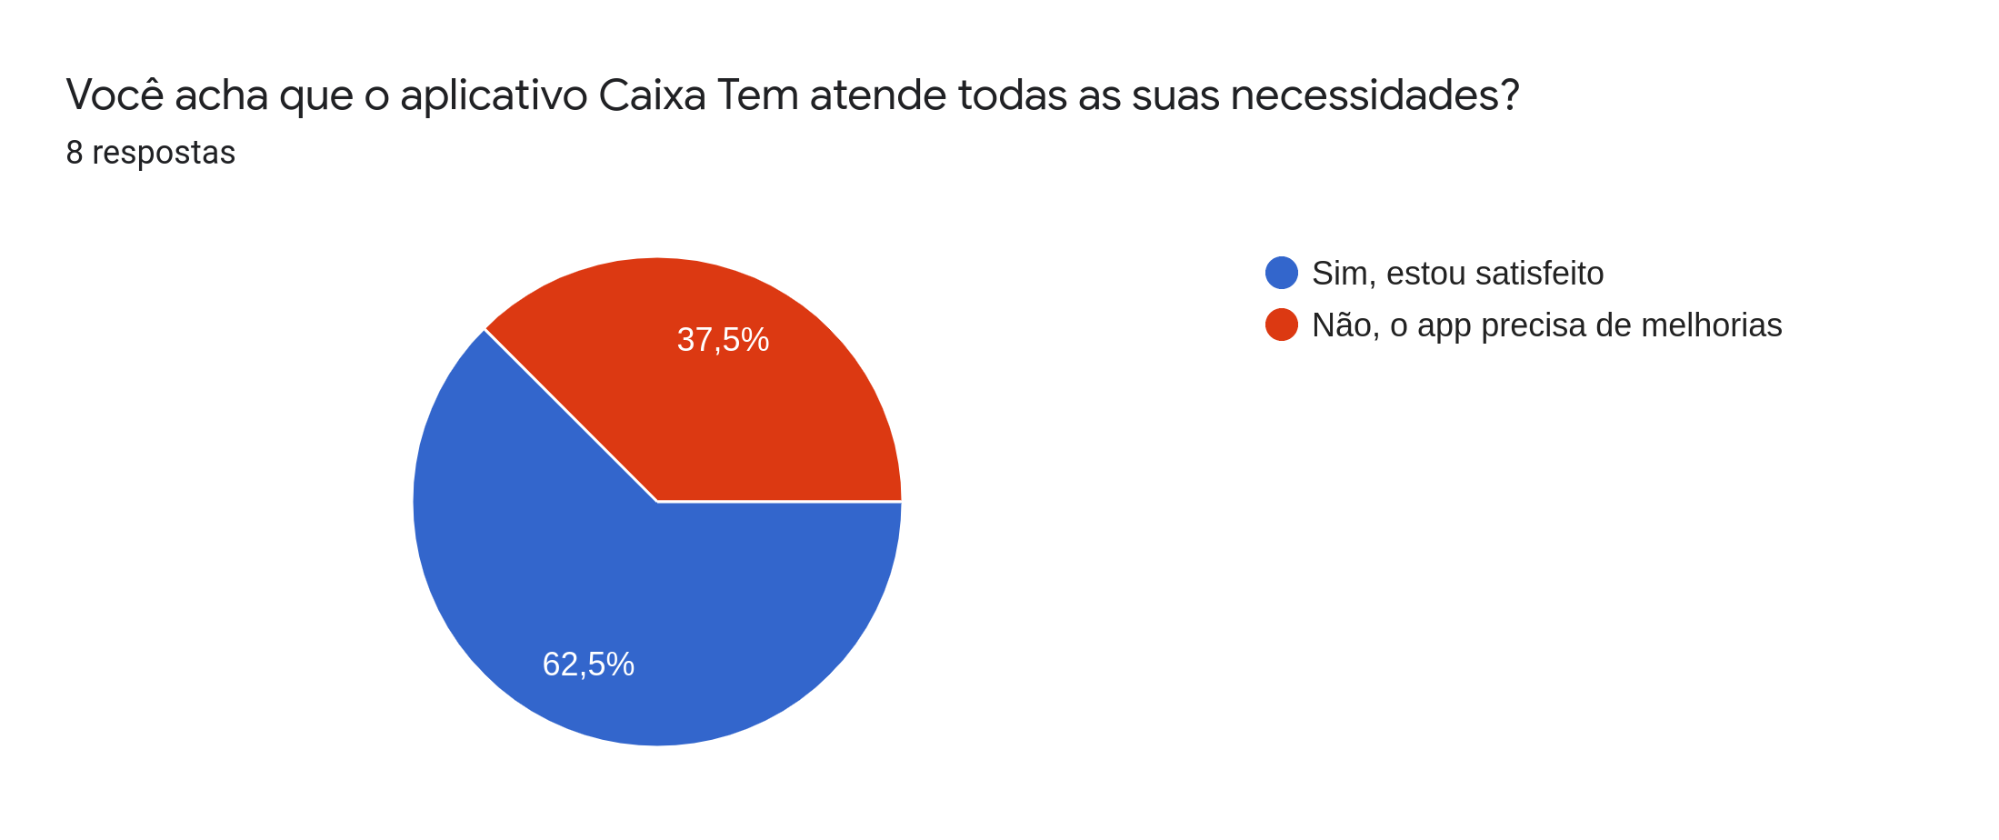 Você acha que o aplicativo Caixa Tem atende todas as suas necessidades?
8 respostas
Sim, estou satisfeito
Não, o app precisa de melhorias
37,5%
62,5%